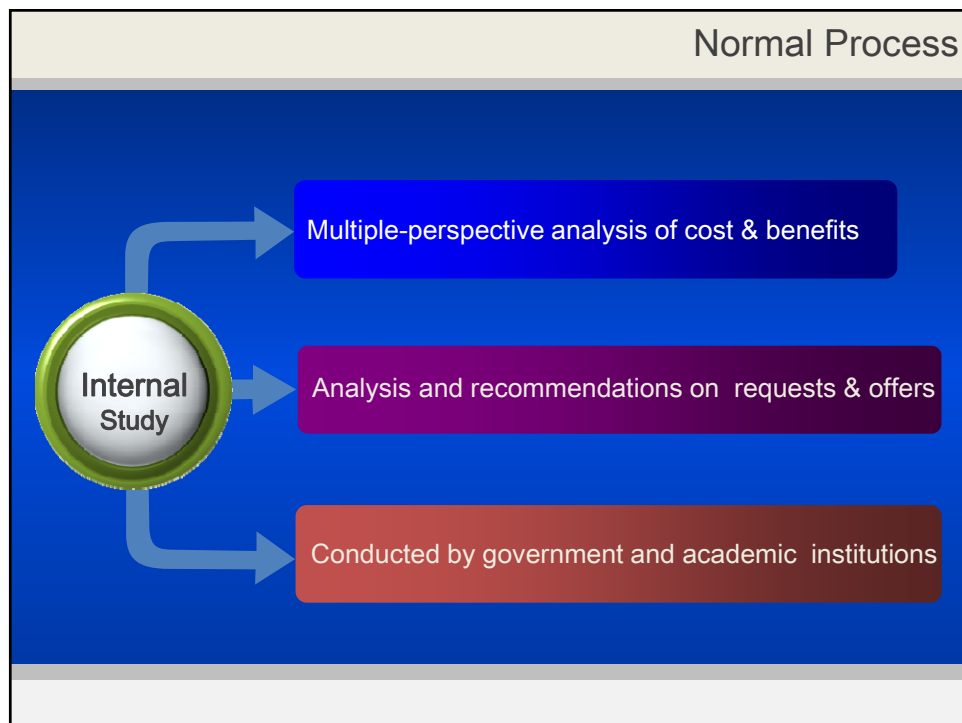 Normal Process
Multiple-perspective analysis of cost & benefits
Internal
Study
Analysis and recommendations on requests & offers
Conducted by government and academic institutions